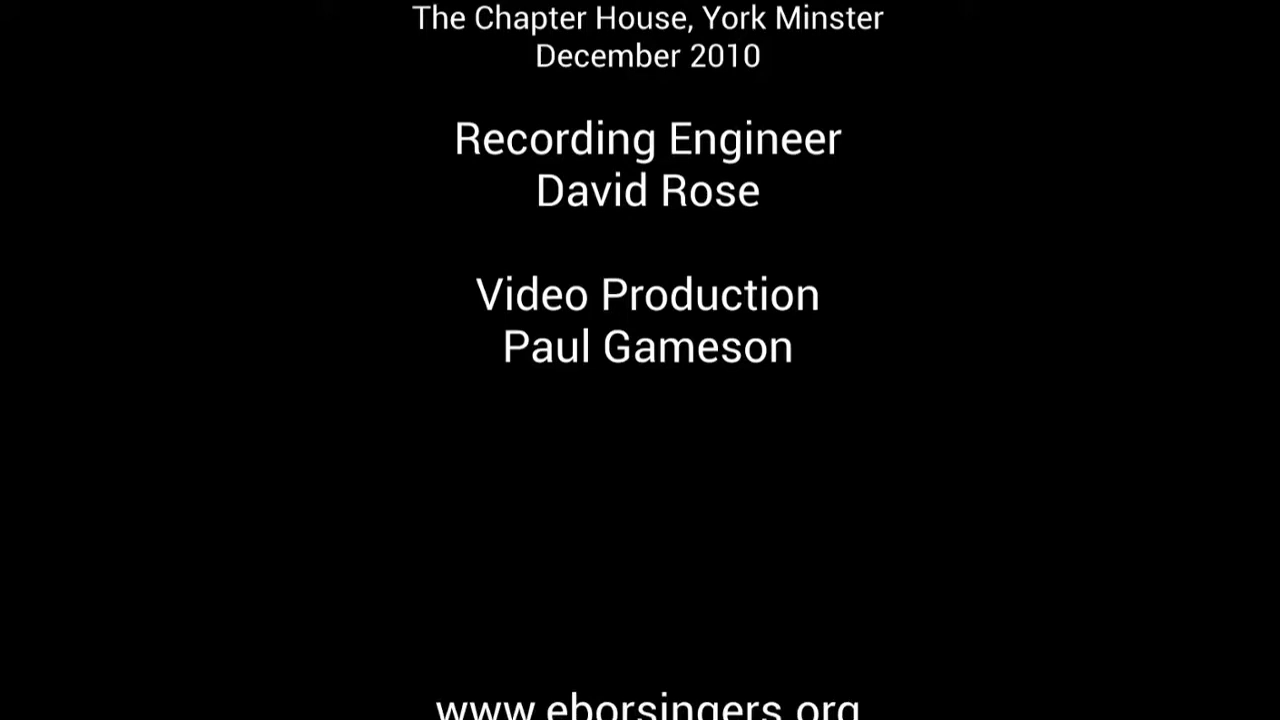 The Chapter House, York Minster
December 2010
Recording Engineer
David Rose
Video Production
Paul Gameson
www.eborsingers.org